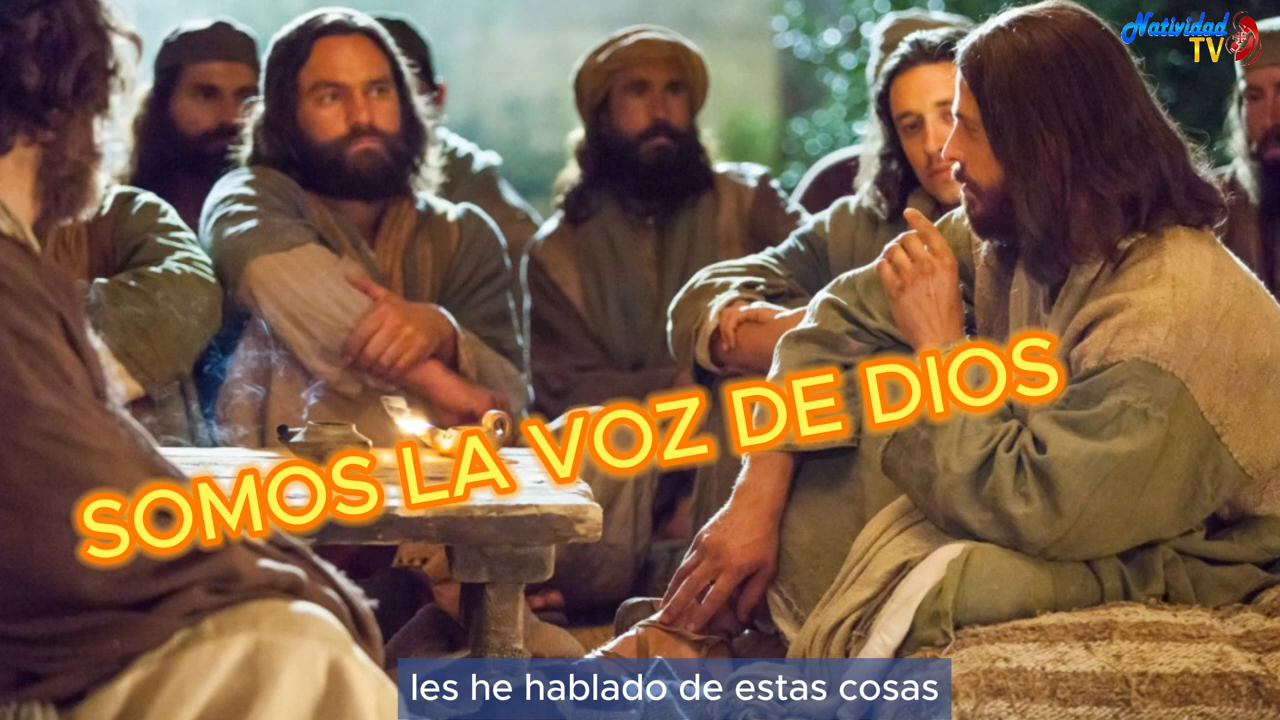 Natividad
TV
SOMOS LA VOZ DE DIOS
les he hablado de estas cosas